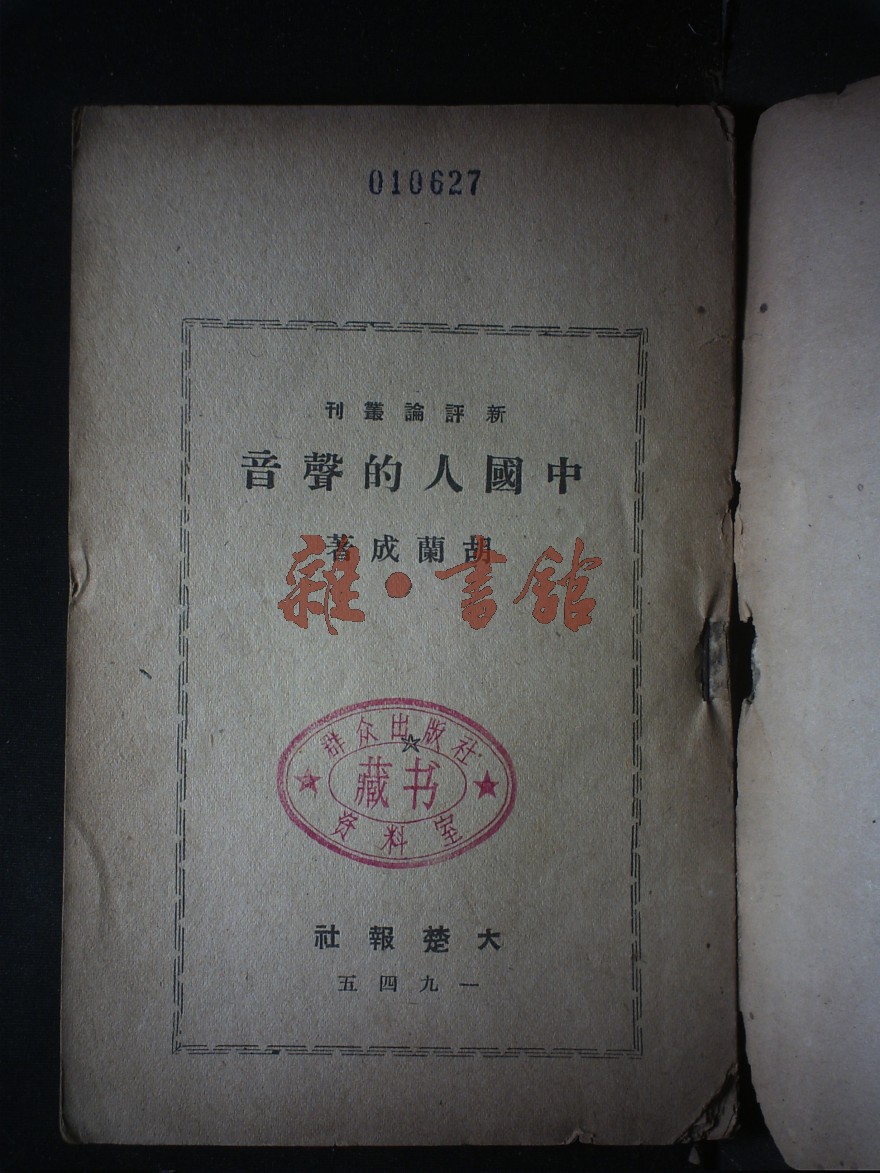 010627
新評論叢刊
中國人的聲音
胡蘭成著
雜·書館
群众出版社
藏书
资料室
大楚報社
一九四五